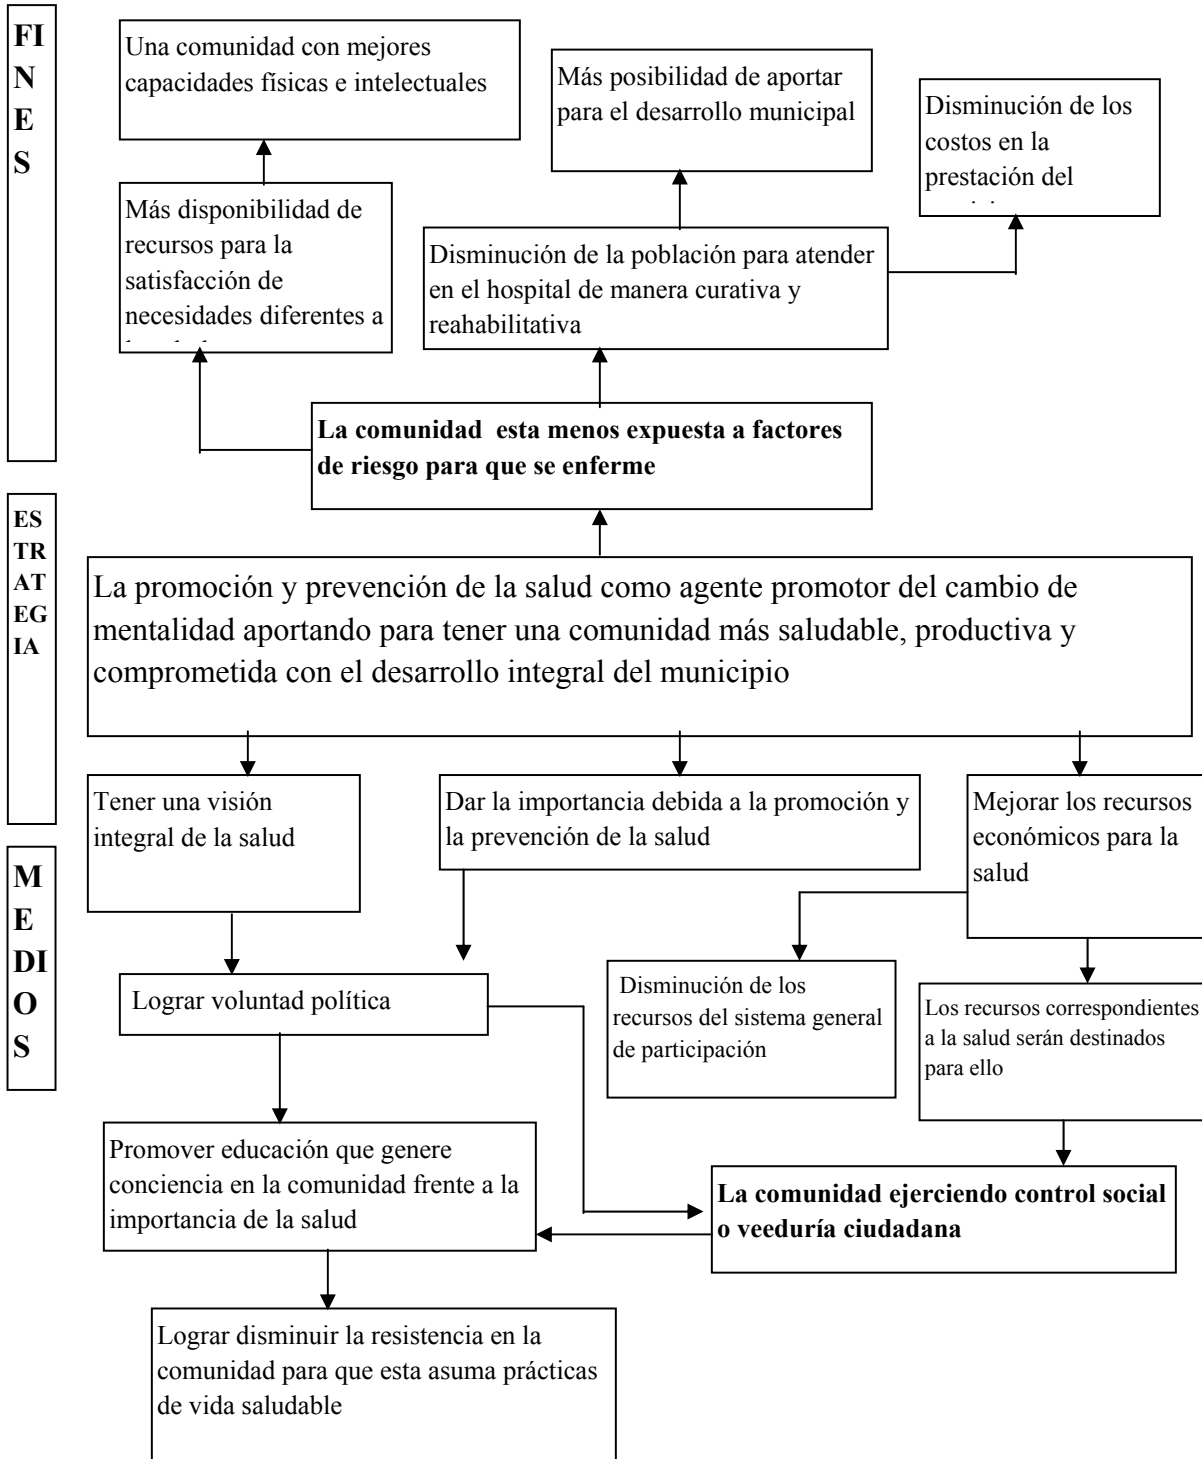 FI
N
E
S
Una comunidad con mejores
capacidades físicas e intelectuales
Más posibilidad de aportar
para el desarrollo municipal
Disminución de los
costos en la
prestación del
Más disponibilidad de
recursos para la
satisfacción de
necesidades diferentes a
Disminución de la población para atender
en el hospital de manera curativa y
reahabilitativa
La comunidad  esta menos expuesta a factores
de riesgo para que se enferme
ES
TR
AT
EG
IA
La promoción y prevención de la salud como agente promotor del cambio de
mentalidad aportando para tener una comunidad más saludable, productiva y
comprometida con el desarrollo integral del municipio
Tener una visión
integral de la salud
Dar la importancia debida a la promoción y
la prevención de la salud
Mejorar los recursos
económicos para la
salud
M
E
DI
O
S
Lograr voluntad política
Disminución de los
recursos del sistema general
de participación
Los recursos correspondientes
a la salud serán destinados
para ello
Promover educación que genere
conciencia en la comunidad frente a la
importancia de la salud
La comunidad ejerciendo control social
o veeduría ciudadana
Lograr disminuir la resistencia en la
comunidad para que esta asuma prácticas
de vida saludable